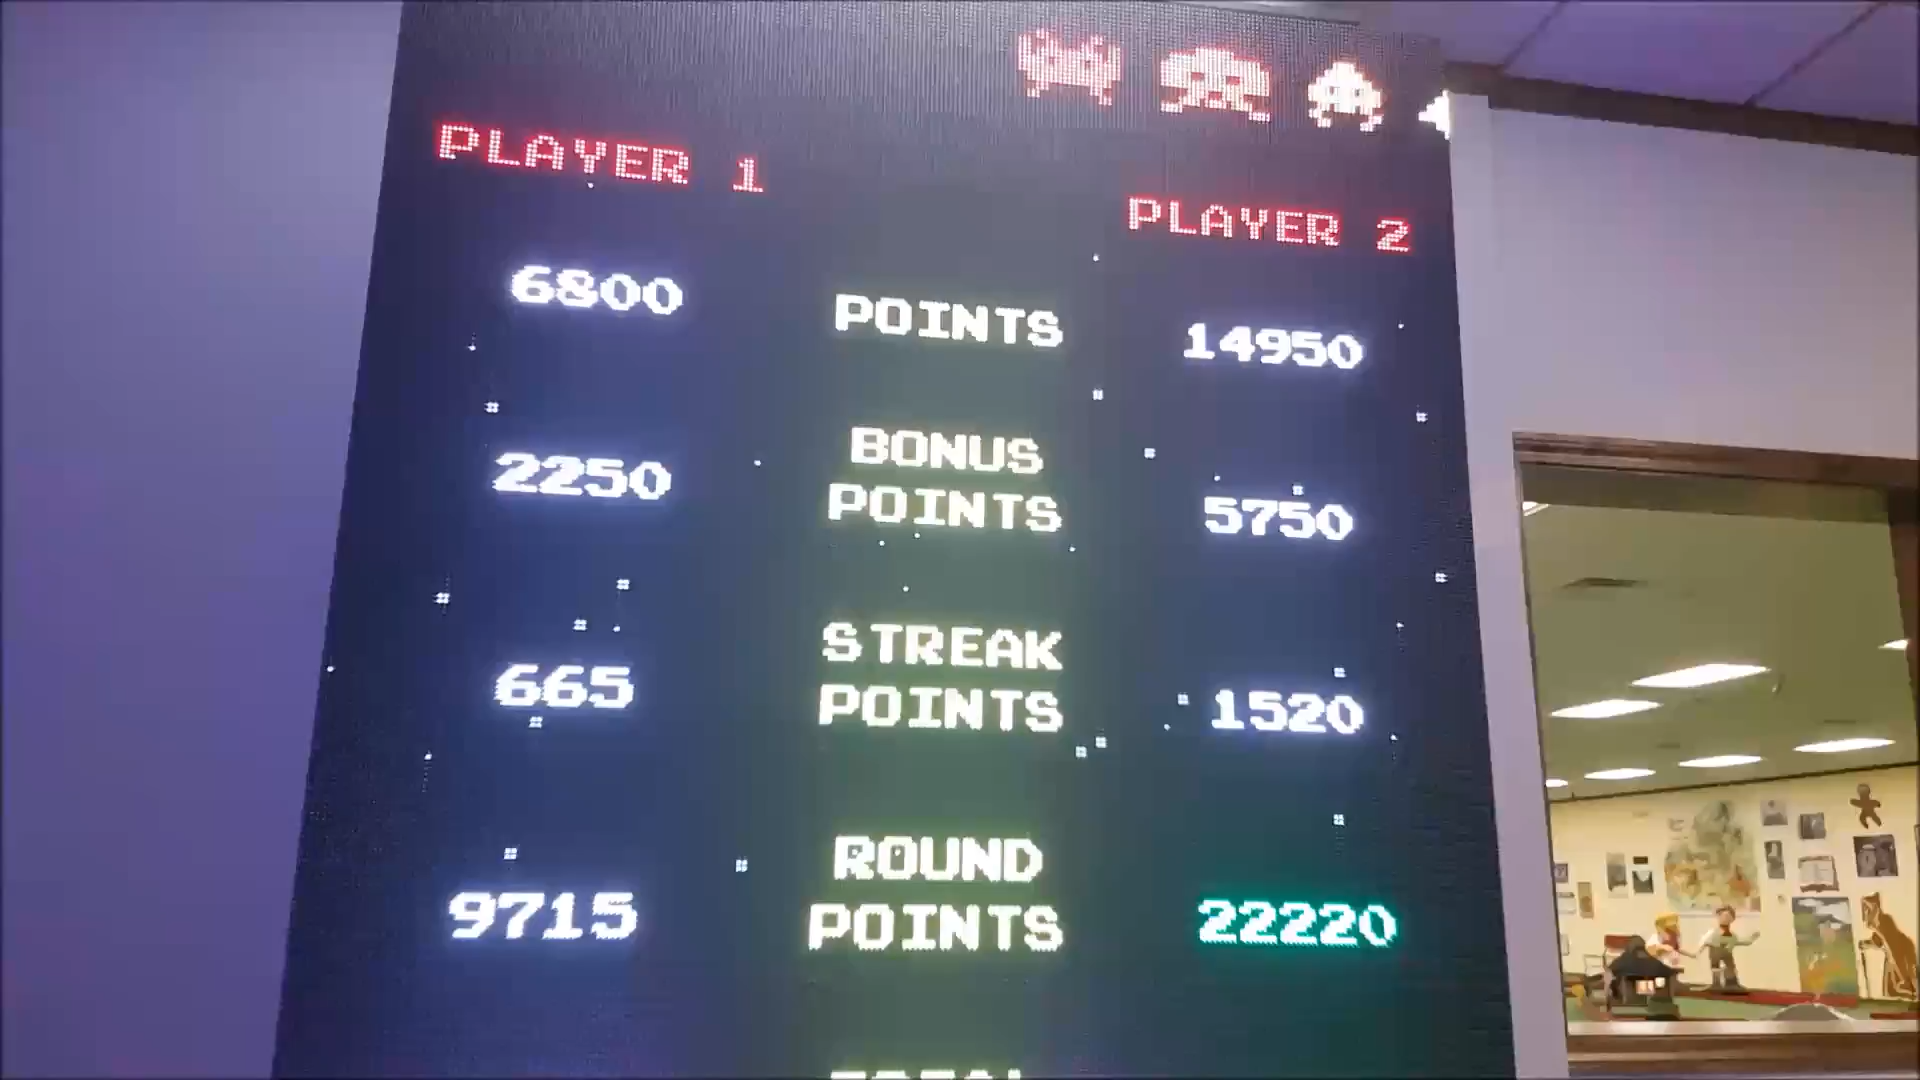 PLAYER 1
PLAYER 2
6800 POINTS 14950
BONUS
2250 POINTS 5750
STREAK
665 POINTS 1520
ROUND
9715 POINTS 22220
TOTAL